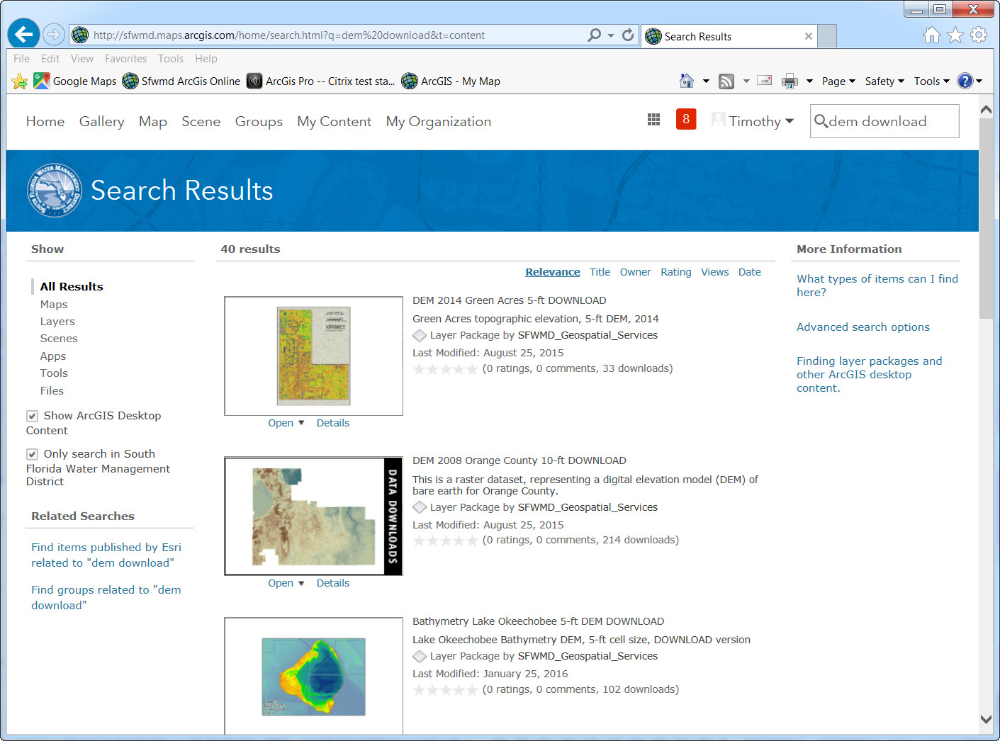 http://sfwmd.maps.arcgis.com/home/search.html?q=dem%20download&t=content
Search Results
File Edit View Favorites Tools Help
Google Maps Sfwmd ArcGis Online ArcGis Pro -- Citrix test sta... ArcGIS - My Map
Page Safety Tools
Home Gallery Map Scene Groups My Content My Organization
8
Timothy
dem download
SOUTH FLORIDA WATER MANAGEMENT DISTRICT
Search Results
Show
All Results
Maps
Layers
Scenes
Apps
Tools
Files
Show ArcGIS Desktop
Content
Only search in South
Florida Water Management
District
Related Searches
Find items published by Esri
related to "dem download"
Find groups related to "dem
download"
40 results
Relevance Title Owner Rating Views Date
DEM 2014 Green Acres 5-ft DOWNLOAD
Green Acres topographic elevation, 5-ft DEM, 2014
Layer Package by SFWMD_Geospatial_Services
Last Modified: August 25, 2015
(0 ratings, 0 comments, 33 downloads)
Open Details
DATA DOWNLOADS
DEM 2008 Orange County 10-ft DOWNLOAD
This is a raster dataset, representing a digital elevation model (DEM) of
bare earth for Orange County.
Layer Package by SFWMD_Geospatial_Services
Last Modified: August 25, 2015
(0 ratings, 0 comments, 214 downloads)
Open Details
Bathymetry Lake Okeechobee 5-ft DEM DOWNLOAD
Lake Okeechobee Bathymetry DEM, 5-ft cell size, DOWNLOAD version
Layer Package by SFWMD_Geospatial_Services
Last Modified: January 25, 2016
(0 ratings, 0 comments, 102 downloads)
More Information
What types of items can I find
here?
Advanced search options
Finding layer packages and
other ArcGIS desktop
content.